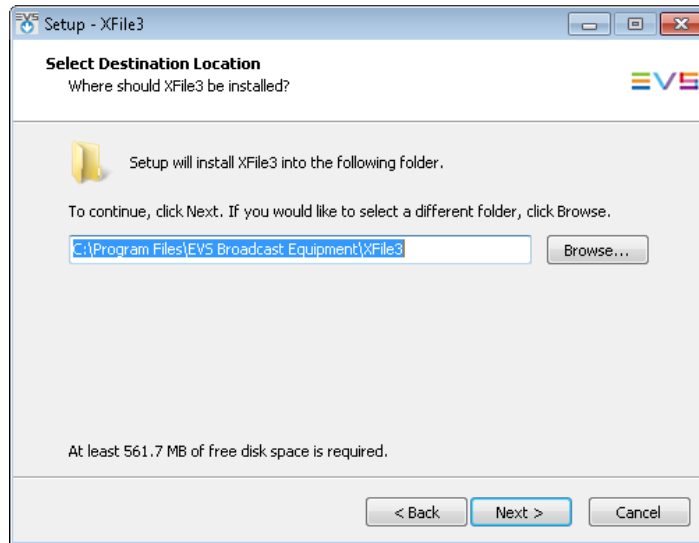 EVS
Setup - XFile3
Select Destination Location
Where should XFile3 be installed?
EVS
Setup will install XFile3 into the following folder.
To continue, click Next. If you would like to select a different folder, click Browse.
C:\Program Files\EVS Broadcast Equipment\XFile3
Browse...
At least 561.7 MB of free disk space is required.
< Back
Next >
Cancel